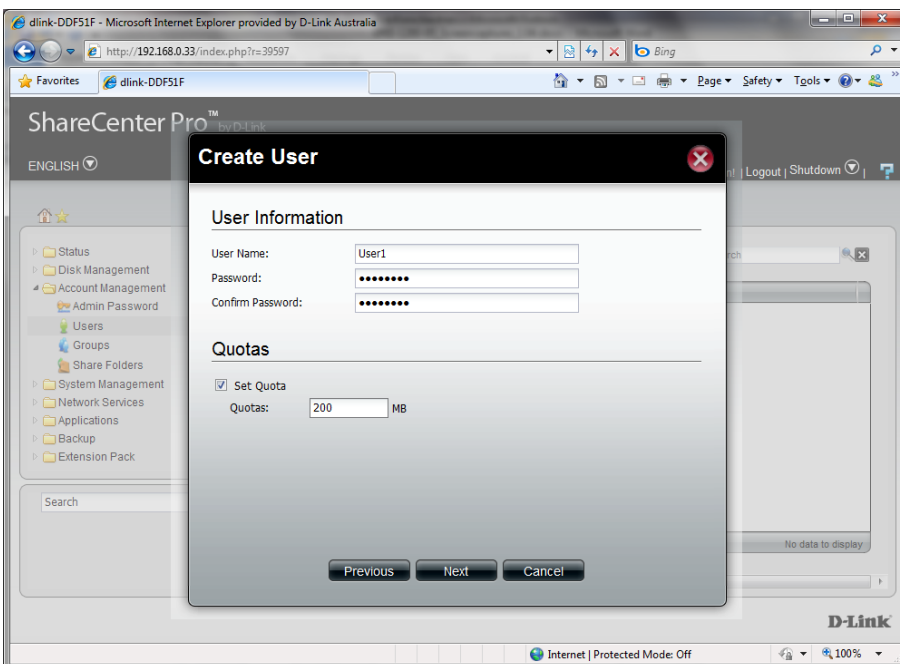 dlink-DDF51F - Microsoft Internet Explorer provided by D-Link Australia
http://192.168.0.33/index.php?r=39597
Bing
Favorites
dlink-DDF51F
Page
Safety
Tools
ShareCenter Pro™
by D-Link
ENGLISH
n! | Logout | Shutdown |
Create User
User Information
User Name: User1
Password: ••••••••
Confirm Password: ••••••••
Quotas
Set Quota
Quotas: 200 MB
Previous Next Cancel
Status
Disk Management
Account Management
Admin Password
Users
Groups
Share Folders
System Management
Network Services
Applications
Backup
Extension Pack
Search
rch
No data to display
D-Link
Internet | Protected Mode: Off
100%